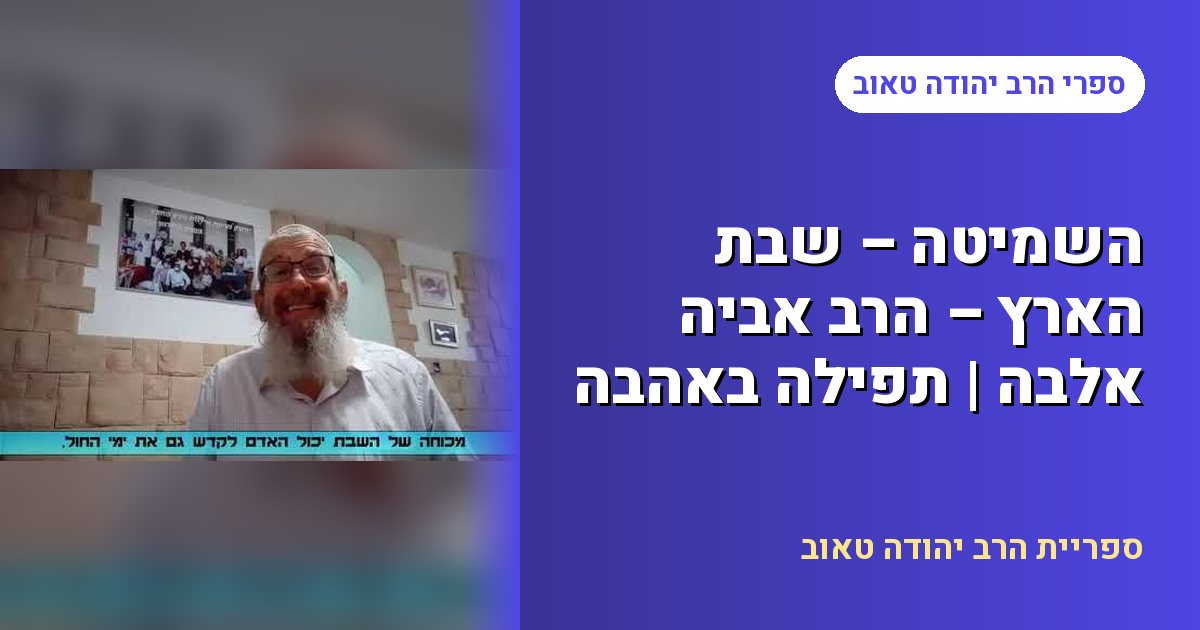 ספרי הרב יהודה טאוב
השמיטה – שבת
הארץ – הרב אביה
אלבה | תפילה באהבה
מכוחה של השבת יכול האדם לקדש גם את ימי החול.
ספריית הרב יהודה טאוב